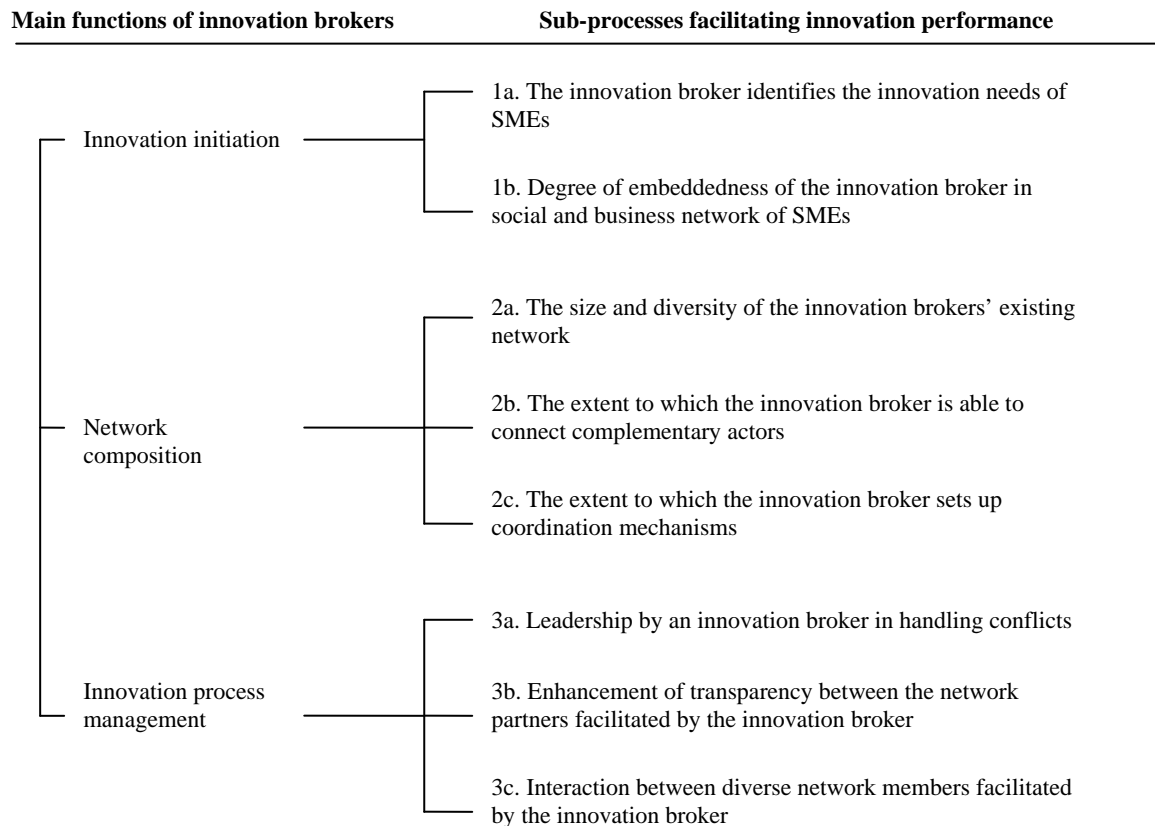 Main functions of innovation brokers
Sub-processes facilitating innovation performance
Innovation initiation
1a. The innovation broker identifies the innovation needs of
SMEs
1b. Degree of embeddedness of the innovation broker in
social and business network of SMEs
Network
composition
2a. The size and diversity of the innovation brokers’ existing
network
2b. The extent to which the innovation broker is able to
connect complementary actors
2c. The extent to which the innovation broker sets up
coordination mechanisms
Innovation process
management
3a. Leadership by an innovation broker in handling conflicts
3b. Enhancement of transparency between the network
partners facilitated by the innovation broker
3c. Interaction between diverse network members facilitated
by the innovation broker